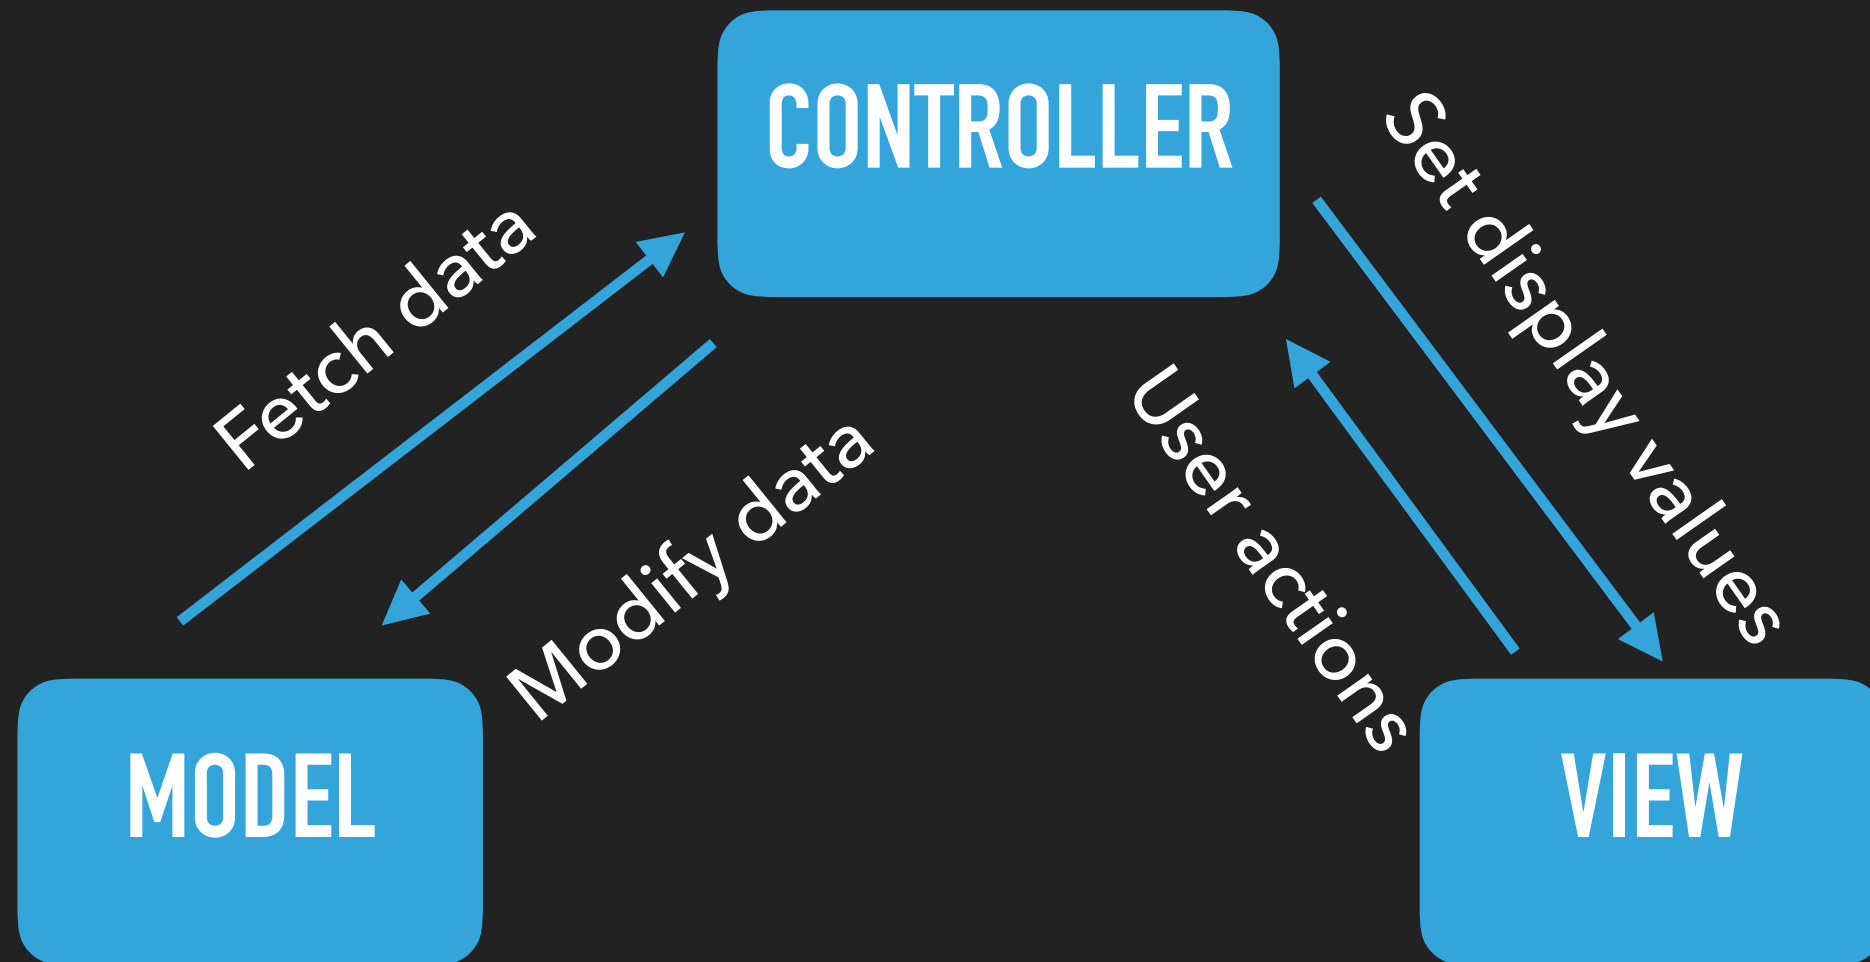 CONTROLLER
Set display values
Fetch data
User actions
Modify data
MODEL
VIEW